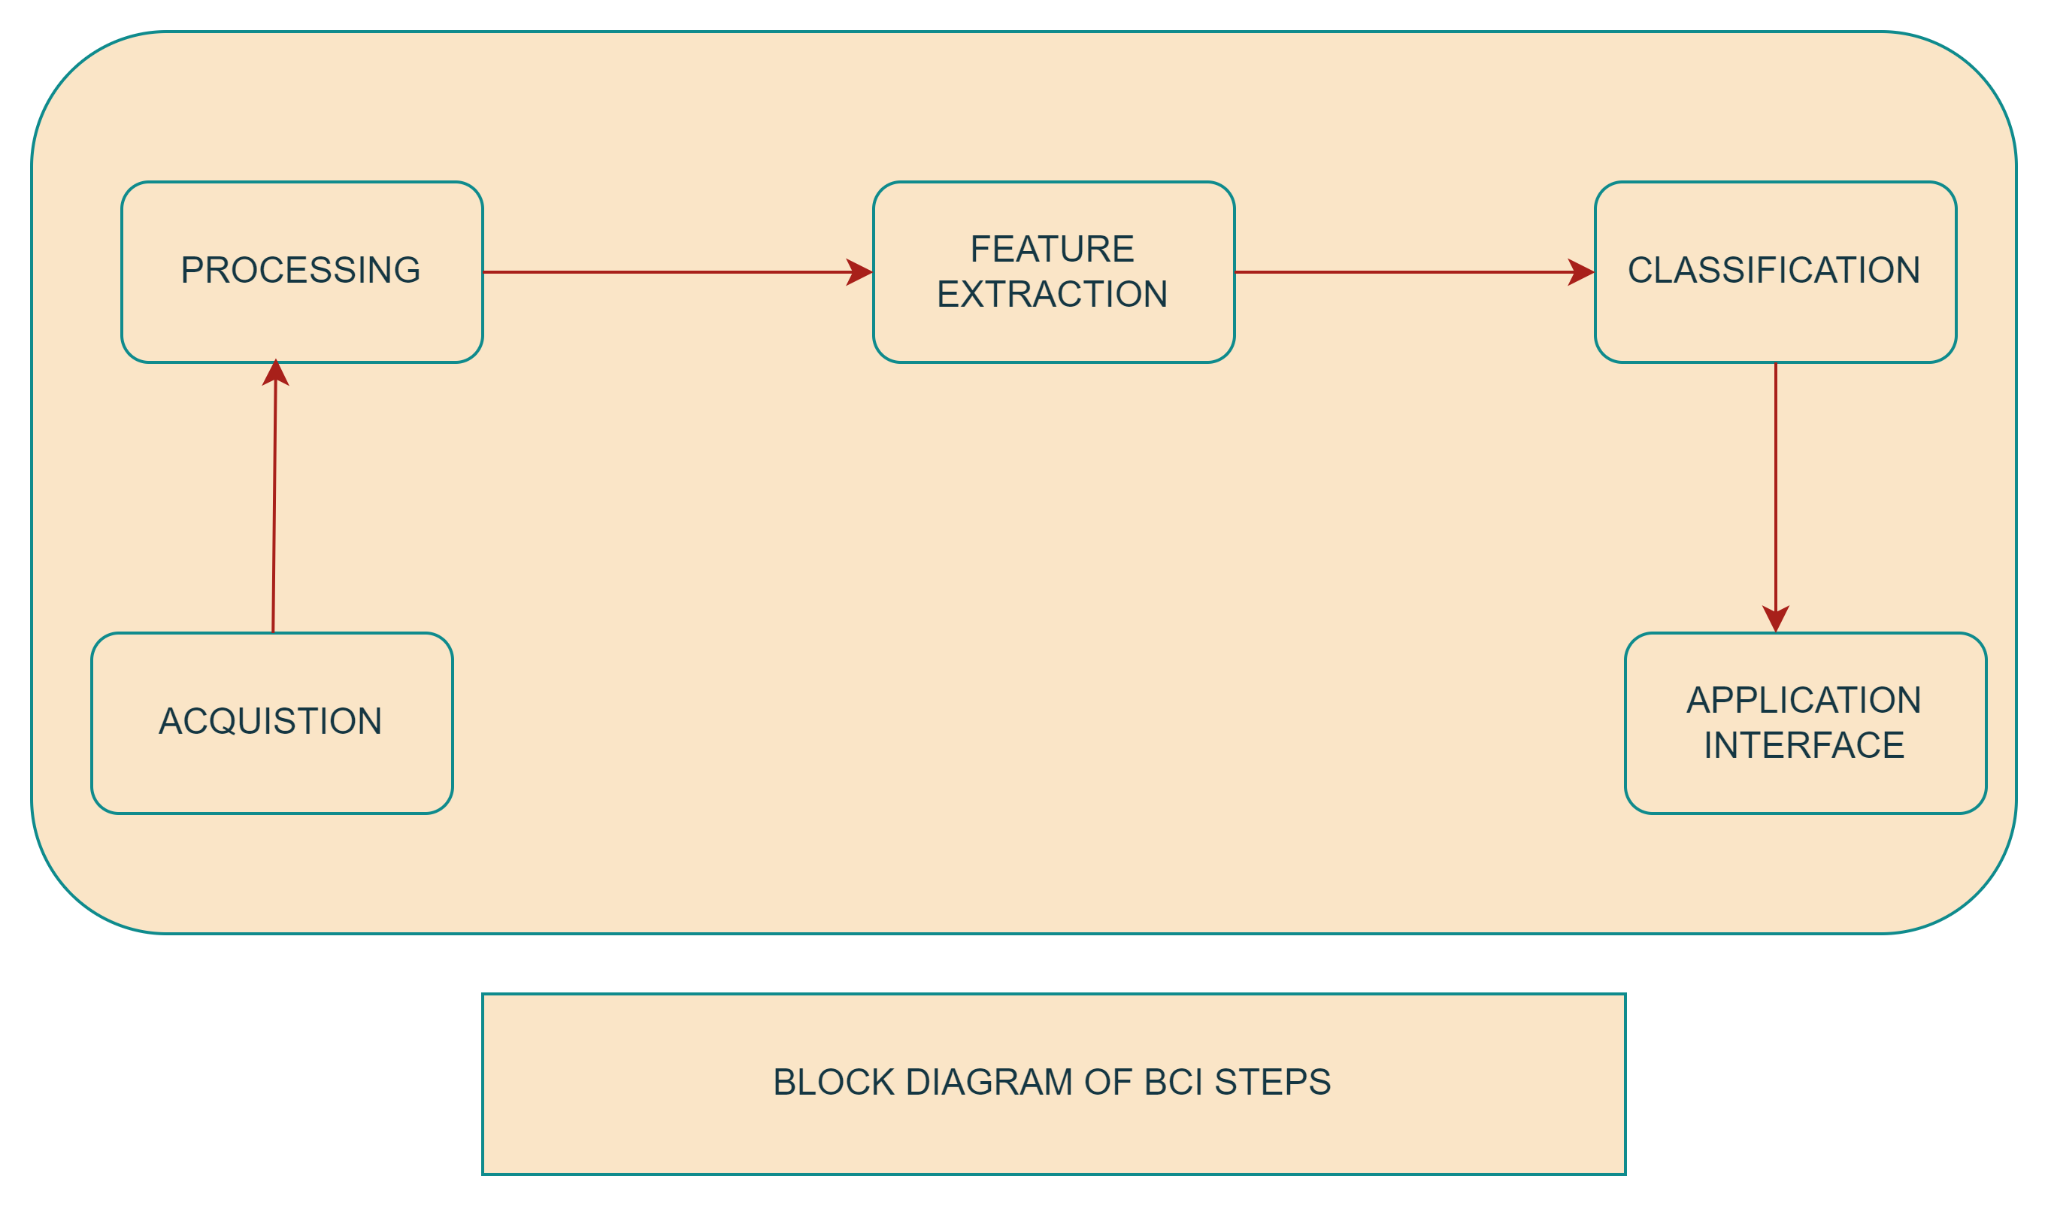 PROCESSING
FEATURE
EXTRACTION
CLASSIFICATION
ACQUISTION
APPLICATION
INTERFACE
BLOCK DIAGRAM OF BCI STEPS